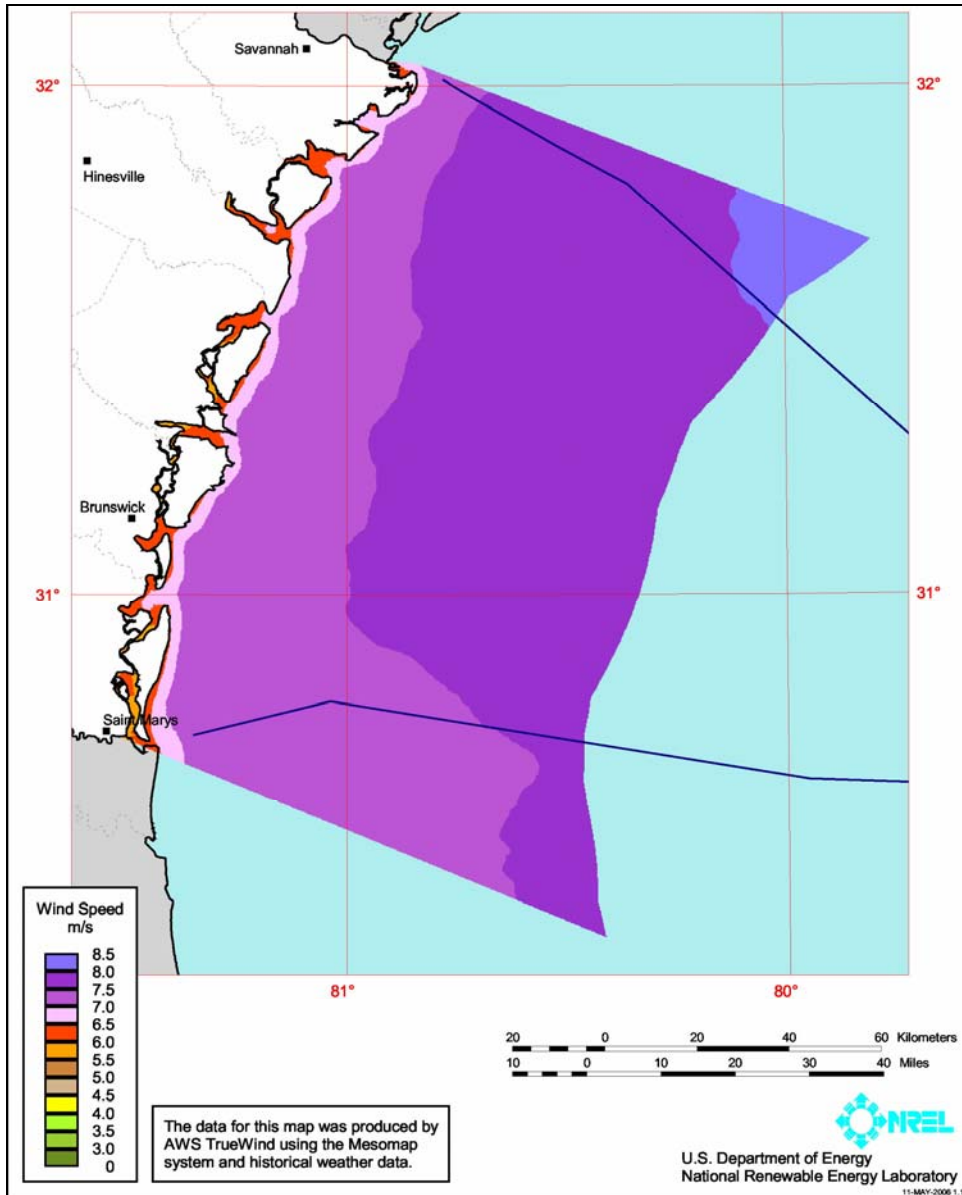 Savannah
32°
32°
Hinesville
Brunswick
31°
31°
Saint Marys
Wind Speed
m/s
8.5
8.0
7.5
7.0
6.5
6.0
5.5
5.0
4.5
4.0
3.5
3.0
0
81°
80°
20 0 20 40 60 Kilometers
10 0 10 20 30 40 Miles
The data for this map was produced by
AWS TrueWind using the Mesomap
system and historical weather data.
NREL
U.S. Department of Energy
National Renewable Energy Laboratory
11-MAY-2006 1.1